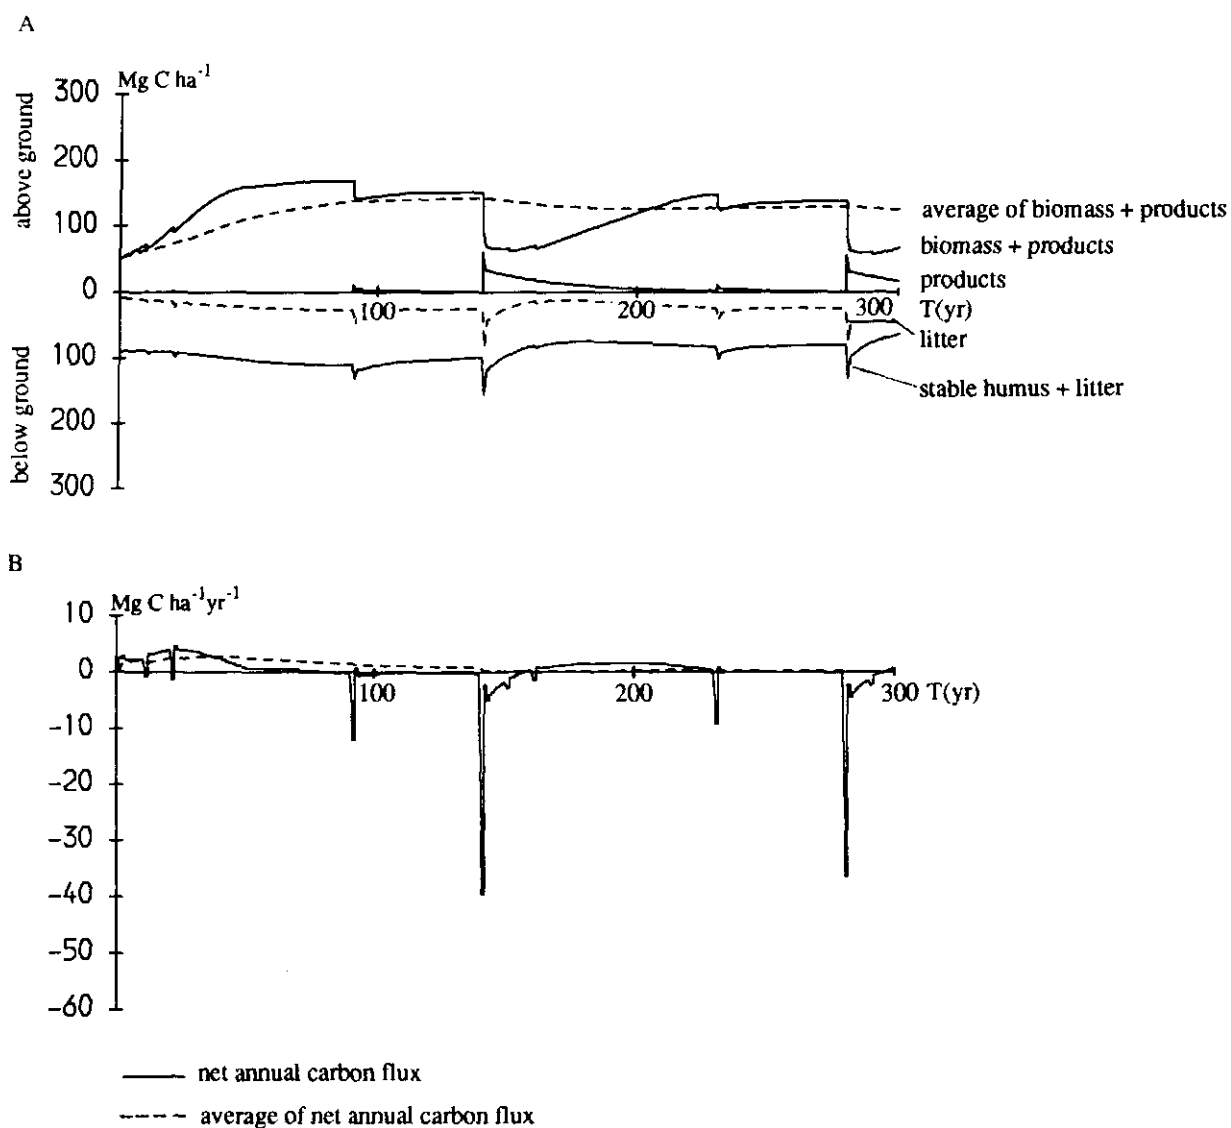 A
Mg C ha⁻¹
above ground
300
200
100
0
100
200
300
below ground
100
200
300
T(yr)
average of biomass + products
biomass + products
products
litter
stable humus + litter
B
Mg C ha⁻¹yr⁻¹
10
0
-10
-20
-30
-40
-50
-60
100
200
300 T(yr)
net annual carbon flux
average of net annual carbon flux